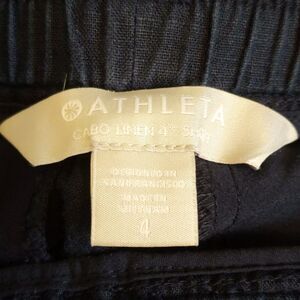 ATHLETA
CABO LINEN 4" SHORT
DESIGNED IN
SAN FRANCISCO
MADE IN
VIETNAM
4